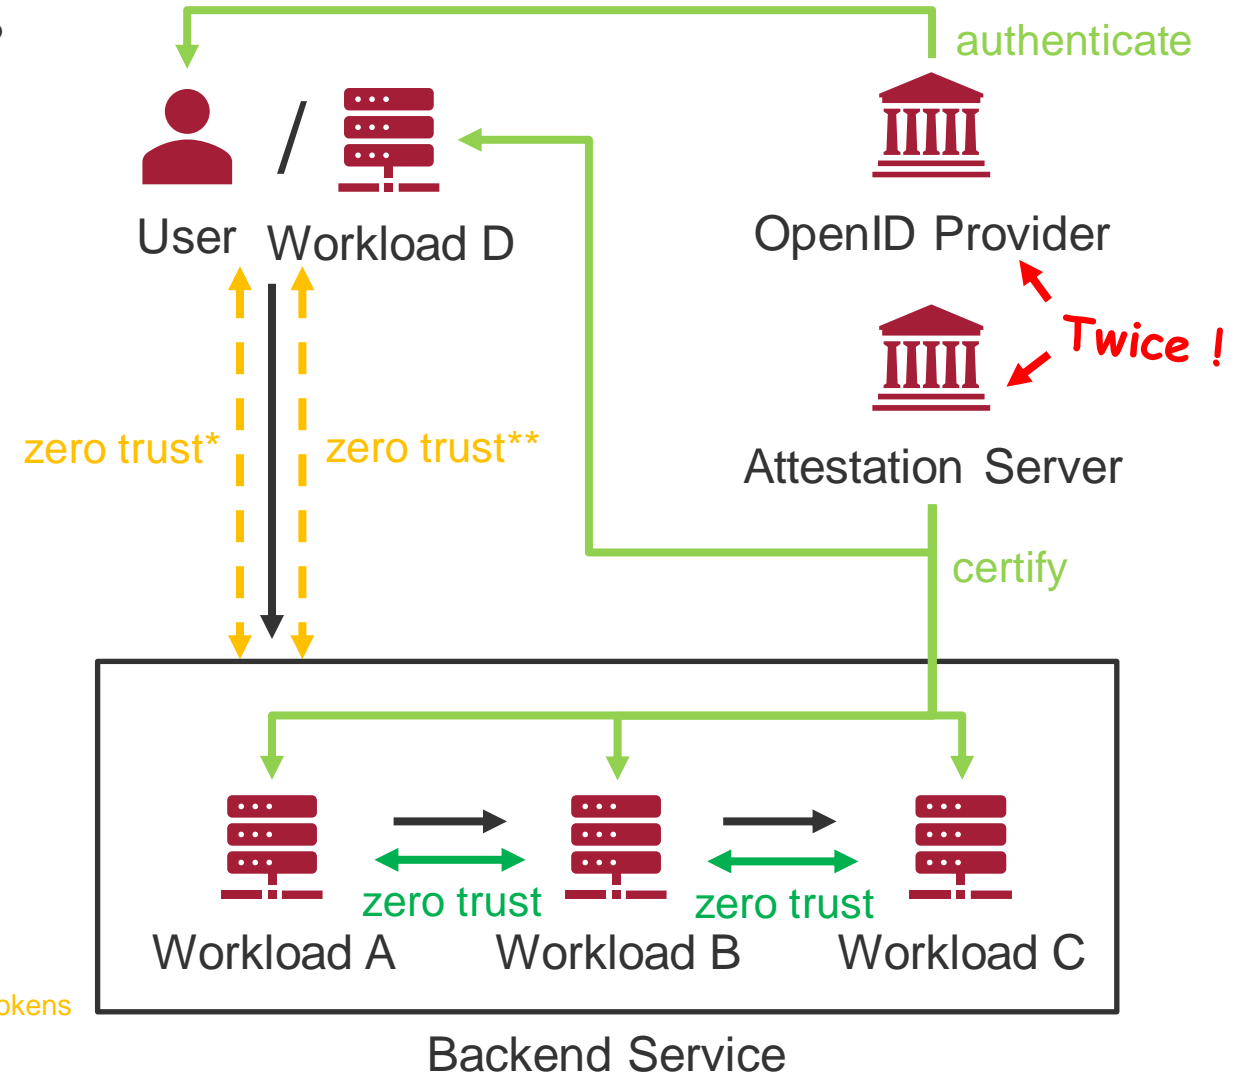 authenticate
/
User
Workload D
OpenID Provider
Twice !
zero trust*
zero trust**
Attestation Server
certify
zero trust
zero trust
Workload A
Workload B
Workload C
okens
Backend Service